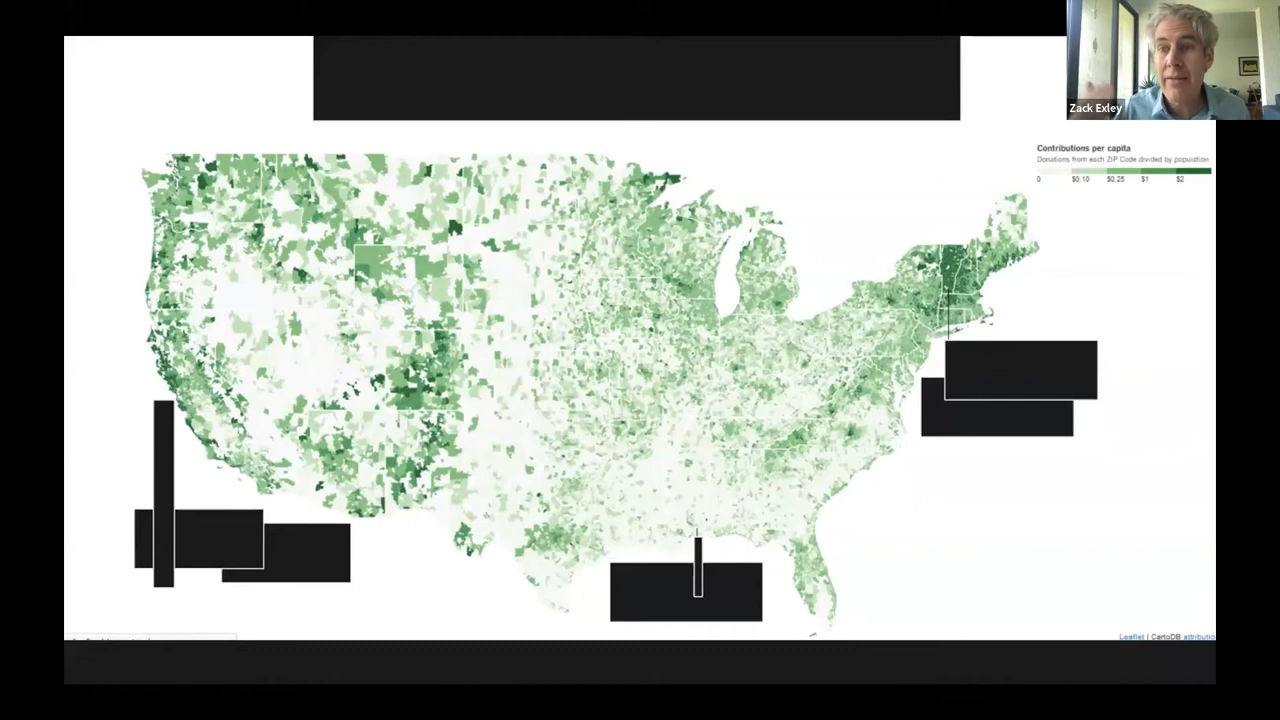 Zack Exley
Contributions per capita
Donations from each ZIP Code divided by population
0 $0.10 $0.25 $1 $2
Leaflet | CartoDB attributio